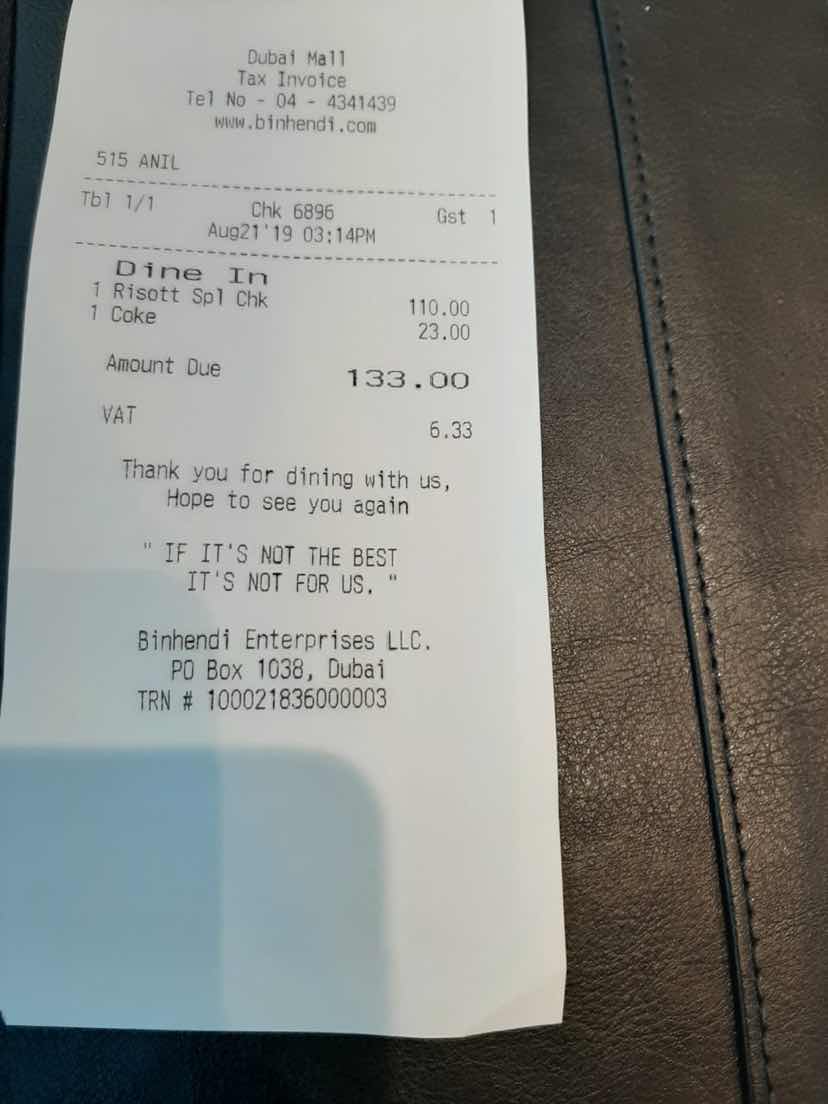 Dubai Mall
Tax Invoice
Tel No - 04 - 4341439
www.binhendi.com
515 ANIL
Tbl 1/1 Chk 6896 Gst 1
Aug21'19 03:14PM
Dine In
1 Risott Spl Chk 110.00
1 Coke 23.00
Amount Due 133.00
VAT 6.33
Thank you for dining with us,
Hope to see you again
" IF IT'S NOT THE BEST
IT'S NOT FOR US. "
Binhendi Enterprises LLC.
PO Box 1038, Dubai
TRN # 100021836000003